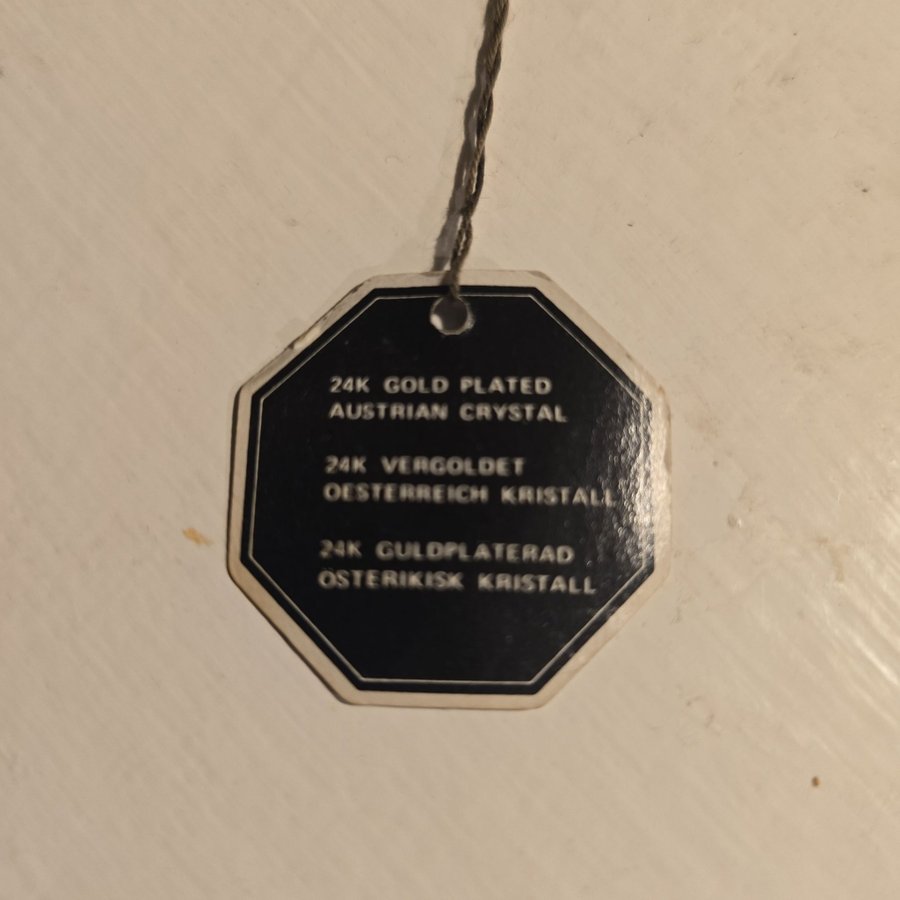 24K GOLD PLATED
AUSTRIAN CRYSTAL
24K VERGOLDET
OESTERREICH KRISTALL
24K GULDPLATERAD
ÖSTERIKISK KRISTALL